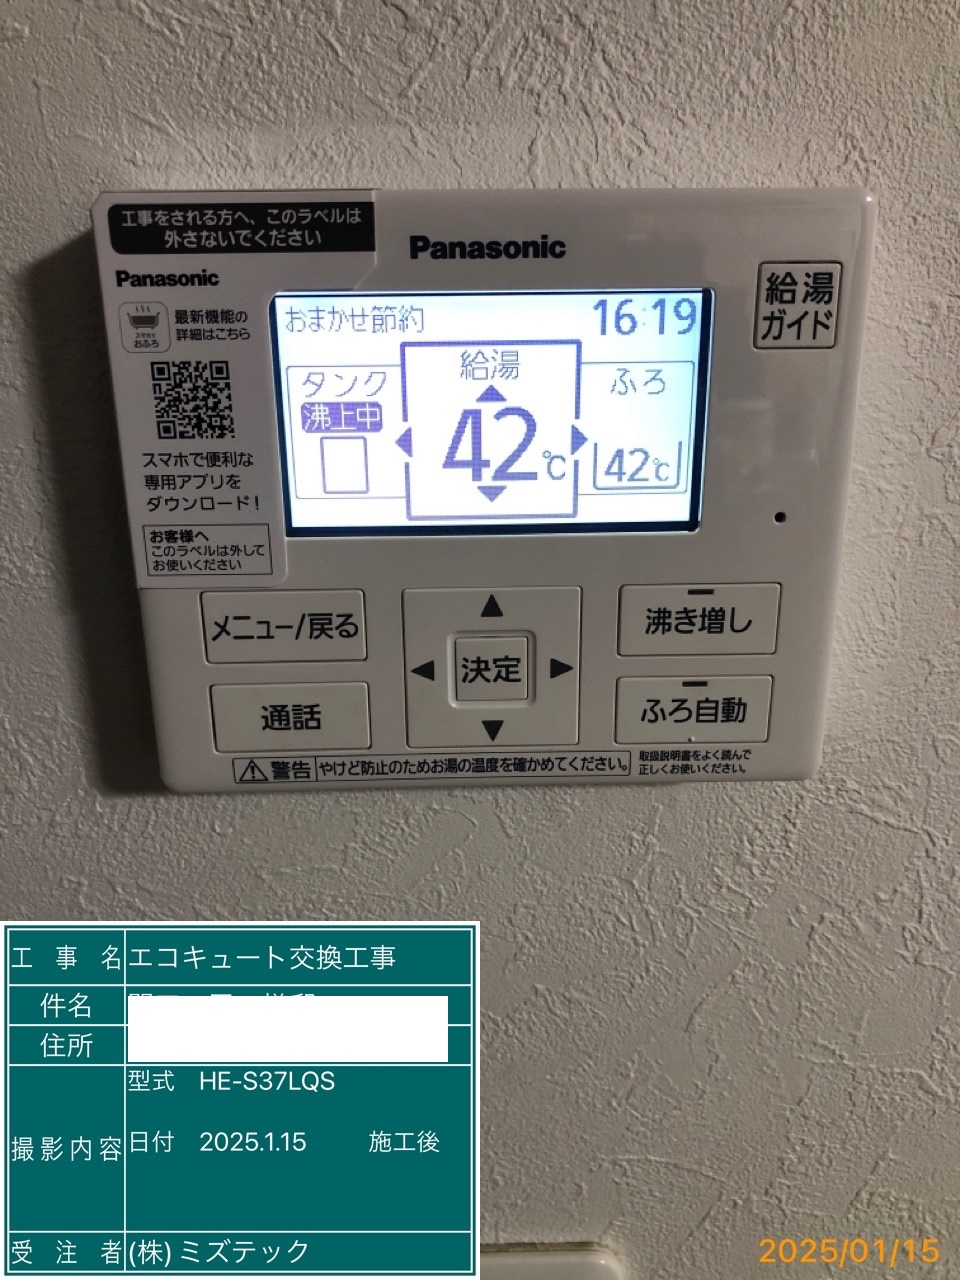 工事をされる方へ、このラベルは
外さないでください
Panasonic
Panasonic
最新機能の
詳細はこちら
スマホで
おふろ
スマホで便利な
専用アプリを
ダウンロード!
お客様へ
このラベルは外して
お使いください
おまかせ節約 16:19
タンク
沸上中
給湯
42℃
ふろ
42℃
給湯
ガイド
メニュー/戻る
通話
決定
沸き増し
ふろ自動
警告 やけど防止のためお湯の温度を確かめてください。
取扱説明書をよく読んで
正しくお使いください。
工事名 エコキュート交換工事
件名
住所
撮影内容
型式 HE-S37LQS
日付 2025.1.15 施工後
受注者 (株)ミズテック
2025/01/15